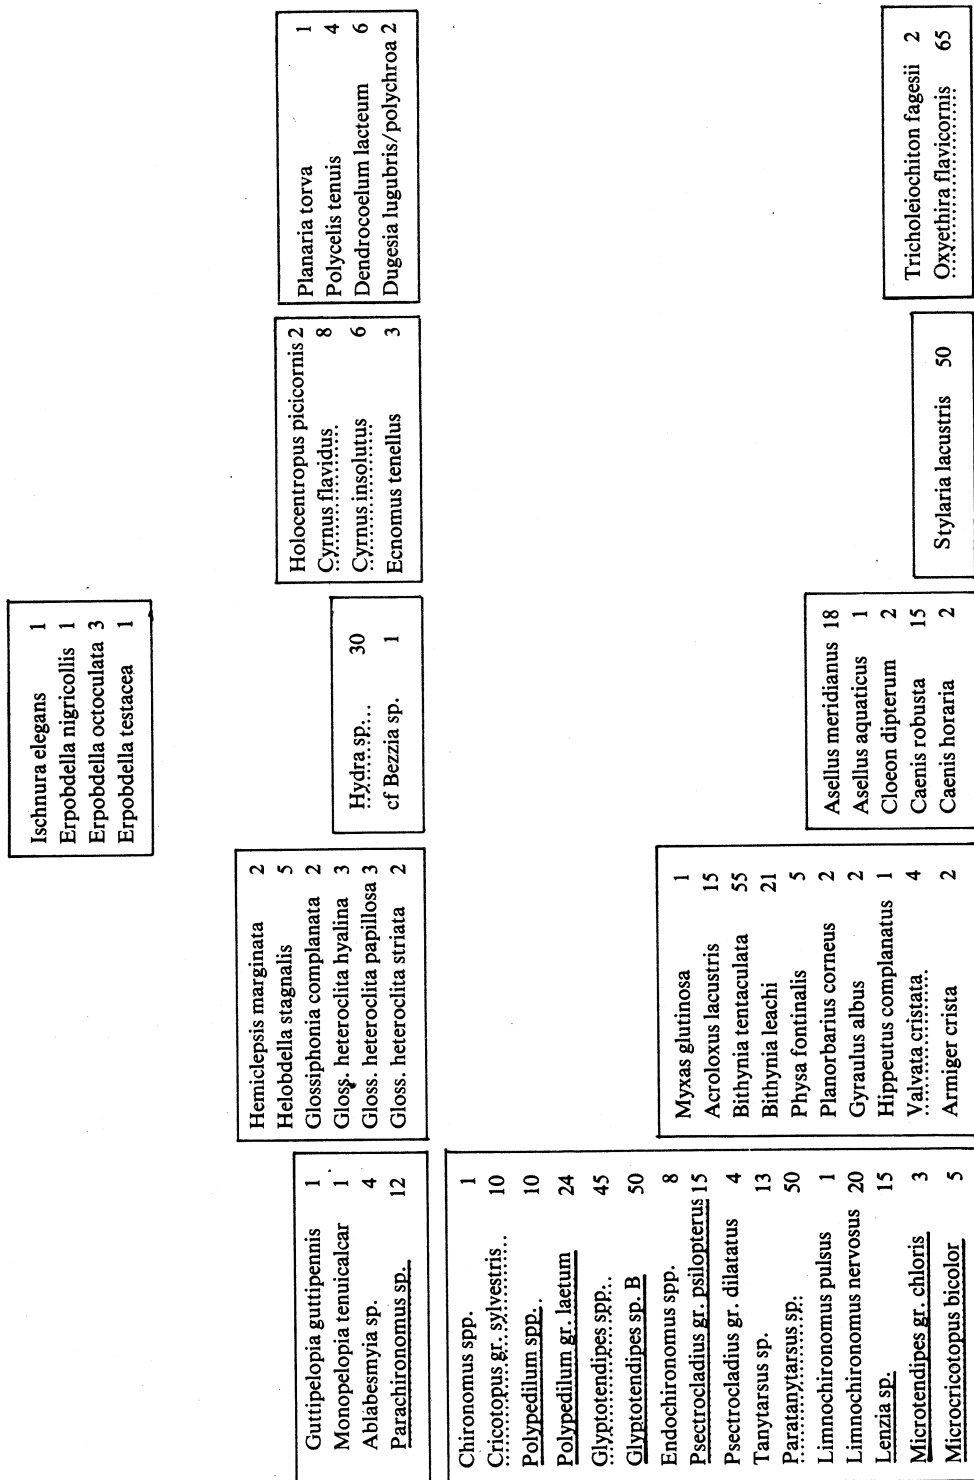 Ischnura elegans 1
Erpobdella nigricollis 1
Erpobdella octoculata 3
Erpobdella testacea 1
Guttipelopia guttipennis 1
Monopelopia tenuicalcar 1
Ablabesmyia sp. 4
Parachironomus sp. 12
Hemiclepsis marginata 2
Helobdella stagnalis 5
Glossiphonia complanata 2
Gloss. heteroclita hyalina 3
Gloss. heteroclita papillosa 3
Gloss. heteroclita striata 2
Hydra sp. 30
cf Bezzia sp. 1
Holocentropus picicornis 2
Cyrnus flavidus 8
Cyrnus insolutus 6
Ecnomus tenellus 3
Planaria torva 1
Polycelis tenuis 4
Dendrocoelum lacteum 6
Dugesia lugubris/polychroa 2
Chironomus spp. 1
Cricotopus gr. sylvestris 10
Polypedilum spp. 10
Polypedilum gr. laetum 24
Glyptotendipes spp. 45
Glyptotendipes sp. B 50
Endochironomus spp. 8
Psectrocladius gr. psilopterus 15
Psectrocladius gr. dilatatus 4
Tanytarsus sp. 13
Paratanytarsus sp. 50
Limnochironomus pulsus 1
Limnochironomus nervosus 20
Lenzia sp. 15
Microtendipes gr. chloris 3
Microcricotopus bicolor 5
Myxas glutinosa 1
Acroloxus lacustris 15
Bithynia tentaculata 55
Bithynia leachi 21
Physa fontinalis 5
Planorbarius corneus 2
Gyraulus albus 2
Hippeutus complanatus 1
Valvata cristata 4
Armiger crista 2
Asellus meridianus 18
Asellus aquaticus 1
Cloeon dipterum 2
Caenis robusta 15
Caenis horaria 2
Stylaria lacustris 50
Tricholeiochiton fagesii 2
Oxyethira flavicornis 65